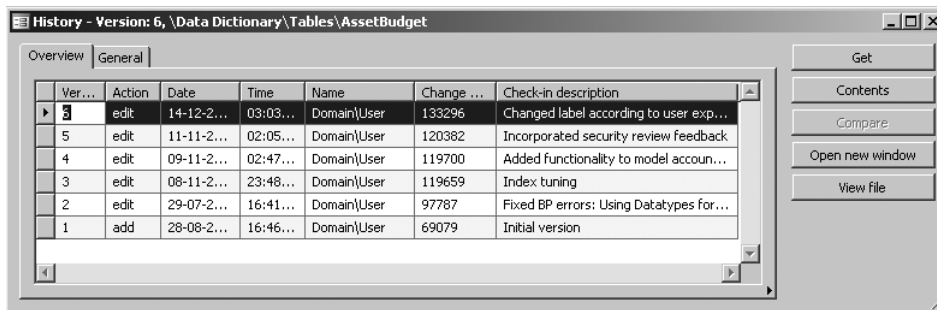 History - Version: 6, \Data Dictionary\Tables\AssetBudget
Overview General
Ver... Action Date Time Name Change ... Check-in description
6 edit 14-12-2... 03:03... Domain\User 133296 Changed label according to user exp...
5 edit 11-11-2... 02:05... Domain\User 120382 Incorporated security review feedback
4 edit 09-11-2... 02:47... Domain\User 119700 Added functionality to model accoun...
3 edit 08-11-2... 23:48... Domain\User 119659 Index tuning
2 edit 29-07-2... 16:41... Domain\User 97787 Fixed BP errors: Using Datatypes for...
1 add 28-08-2... 16:46... Domain\User 69079 Initial version
Get
Contents
Compare
Open new window
View file